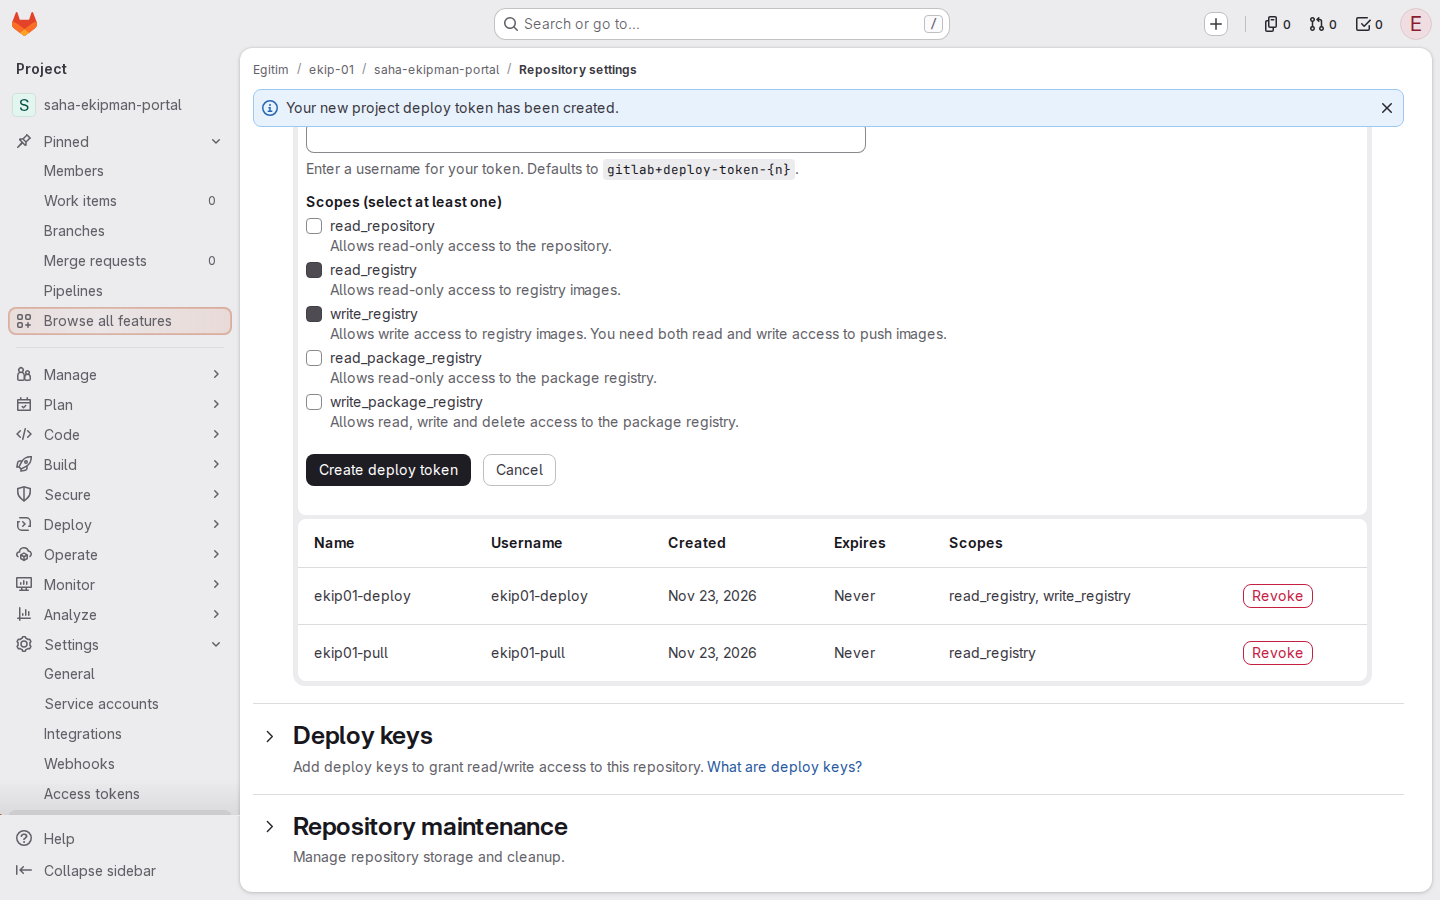 Search or go to...
/
0
0
0
E
Project
S
saha-ekipman-portal
Pinned
Members
Work items 0
Branches
Merge requests 0
Pipelines
Browse all features
Manage
Plan
Code
Build
Secure
Deploy
Operate
Monitor
Analyze
Settings
General
Service accounts
Integrations
Webhooks
Access tokens
Help
Collapse sidebar
Egitim / ekip-01 / saha-ekipman-portal / Repository settings
Your new project deploy token has been created.
Enter a username for your token. Defaults to gitlab+deploy-token-{n}.
Scopes (select at least one)
read_repository
Allows read-only access to the repository.
read_registry
Allows read-only access to registry images.
write_registry
Allows write access to registry images. You need both read and write access to push images.
read_package_registry
Allows read-only access to the package registry.
write_package_registry
Allows read, write and delete access to the package registry.
Create deploy token
Cancel
Name Username Created Expires Scopes
ekip01-deploy ekip01-deploy Nov 23, 2026 Never read_registry, write_registry Revoke
ekip01-pull ekip01-pull Nov 23, 2026 Never read_registry Revoke
Deploy keys
Add deploy keys to grant read/write access to this repository. What are deploy keys?
Repository maintenance
Manage repository storage and cleanup.